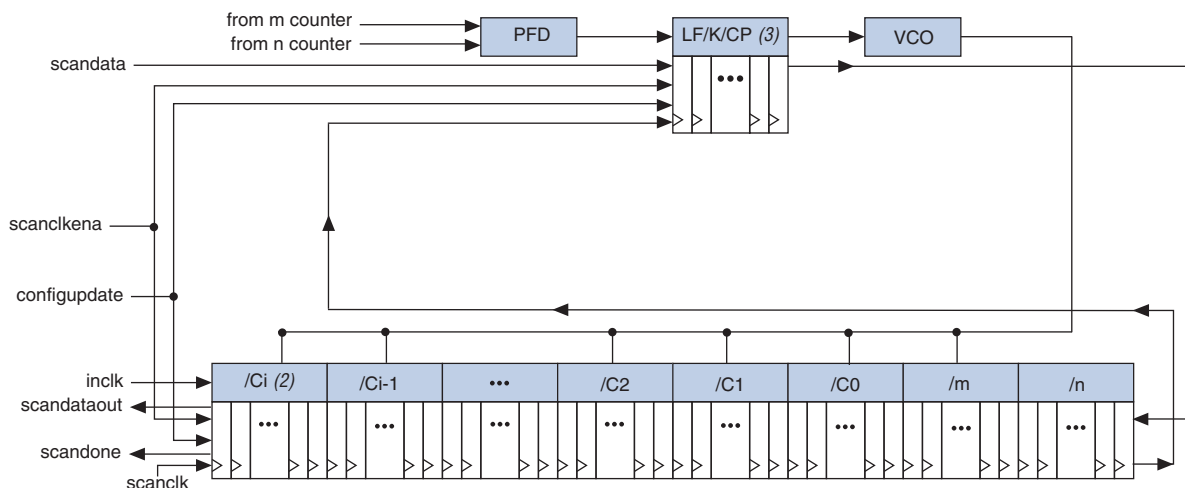 from m counter
from n counter
PFD
LF/K/CP (3)
VCO
scandata
•••
scanclkena
configupdate
inclk
/Ci (2)
/Ci-1
•••
/C2
/C1
/C0
/m
/n
scandataout
••• ••• ••• ••• ••• ••• ••• •••
scandone
scanclk